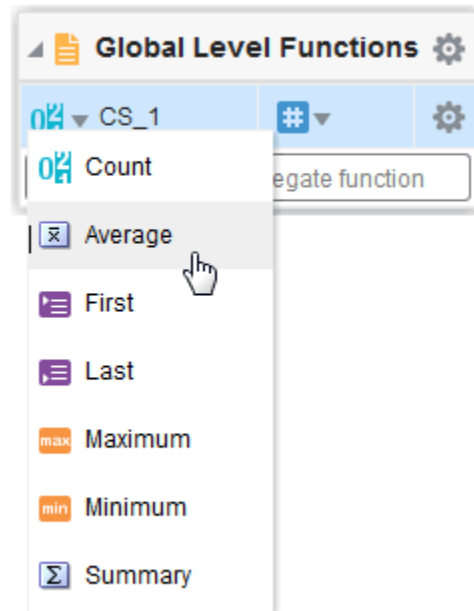 Global Level Functions
CS_1
#
Count
egate function
x̄ Average
First
Last
max Maximum
min Minimum
Σ Summary